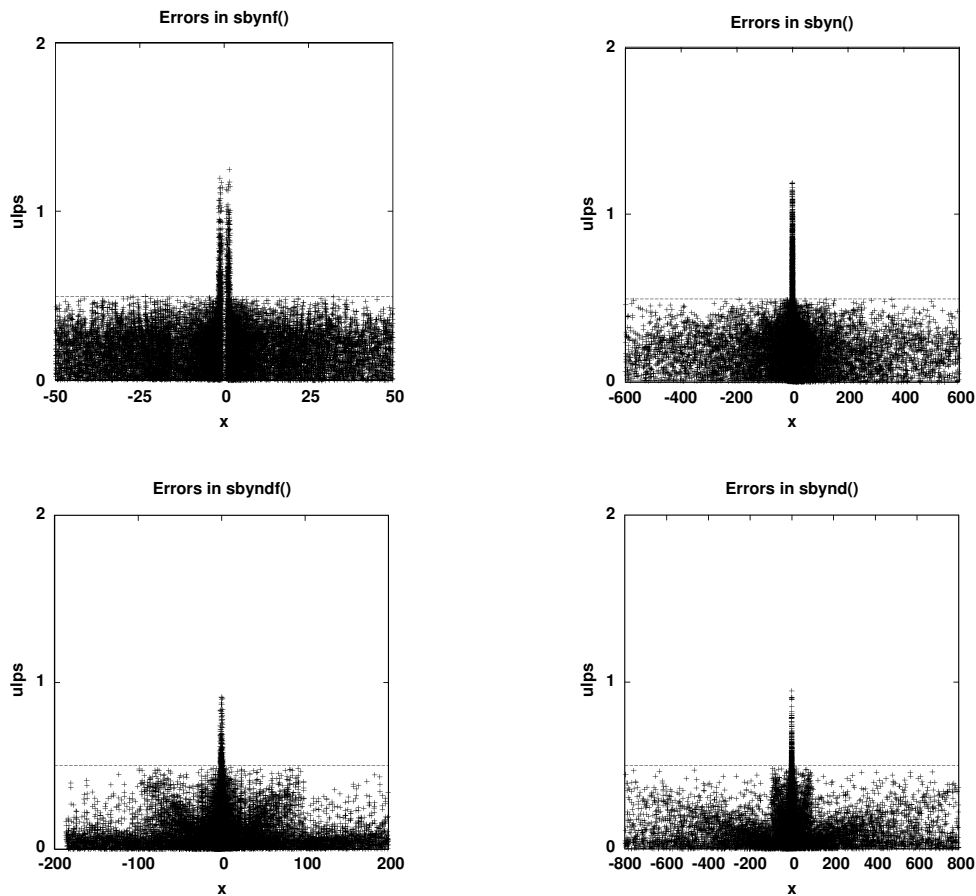 Errors in sbynf()
2
1
0
ulps
-50 -25 0 25 50
x
Errors in sbyn()
2
1
0
ulps
-600 -400 -200 0 200 400 600
x
Errors in sbyndf()
2
1
0
ulps
-200 -100 0 100 200
x
Errors in sbynd()
2
1
0
ulps
-800 -600 -400 -200 0 200 400 600 800
x